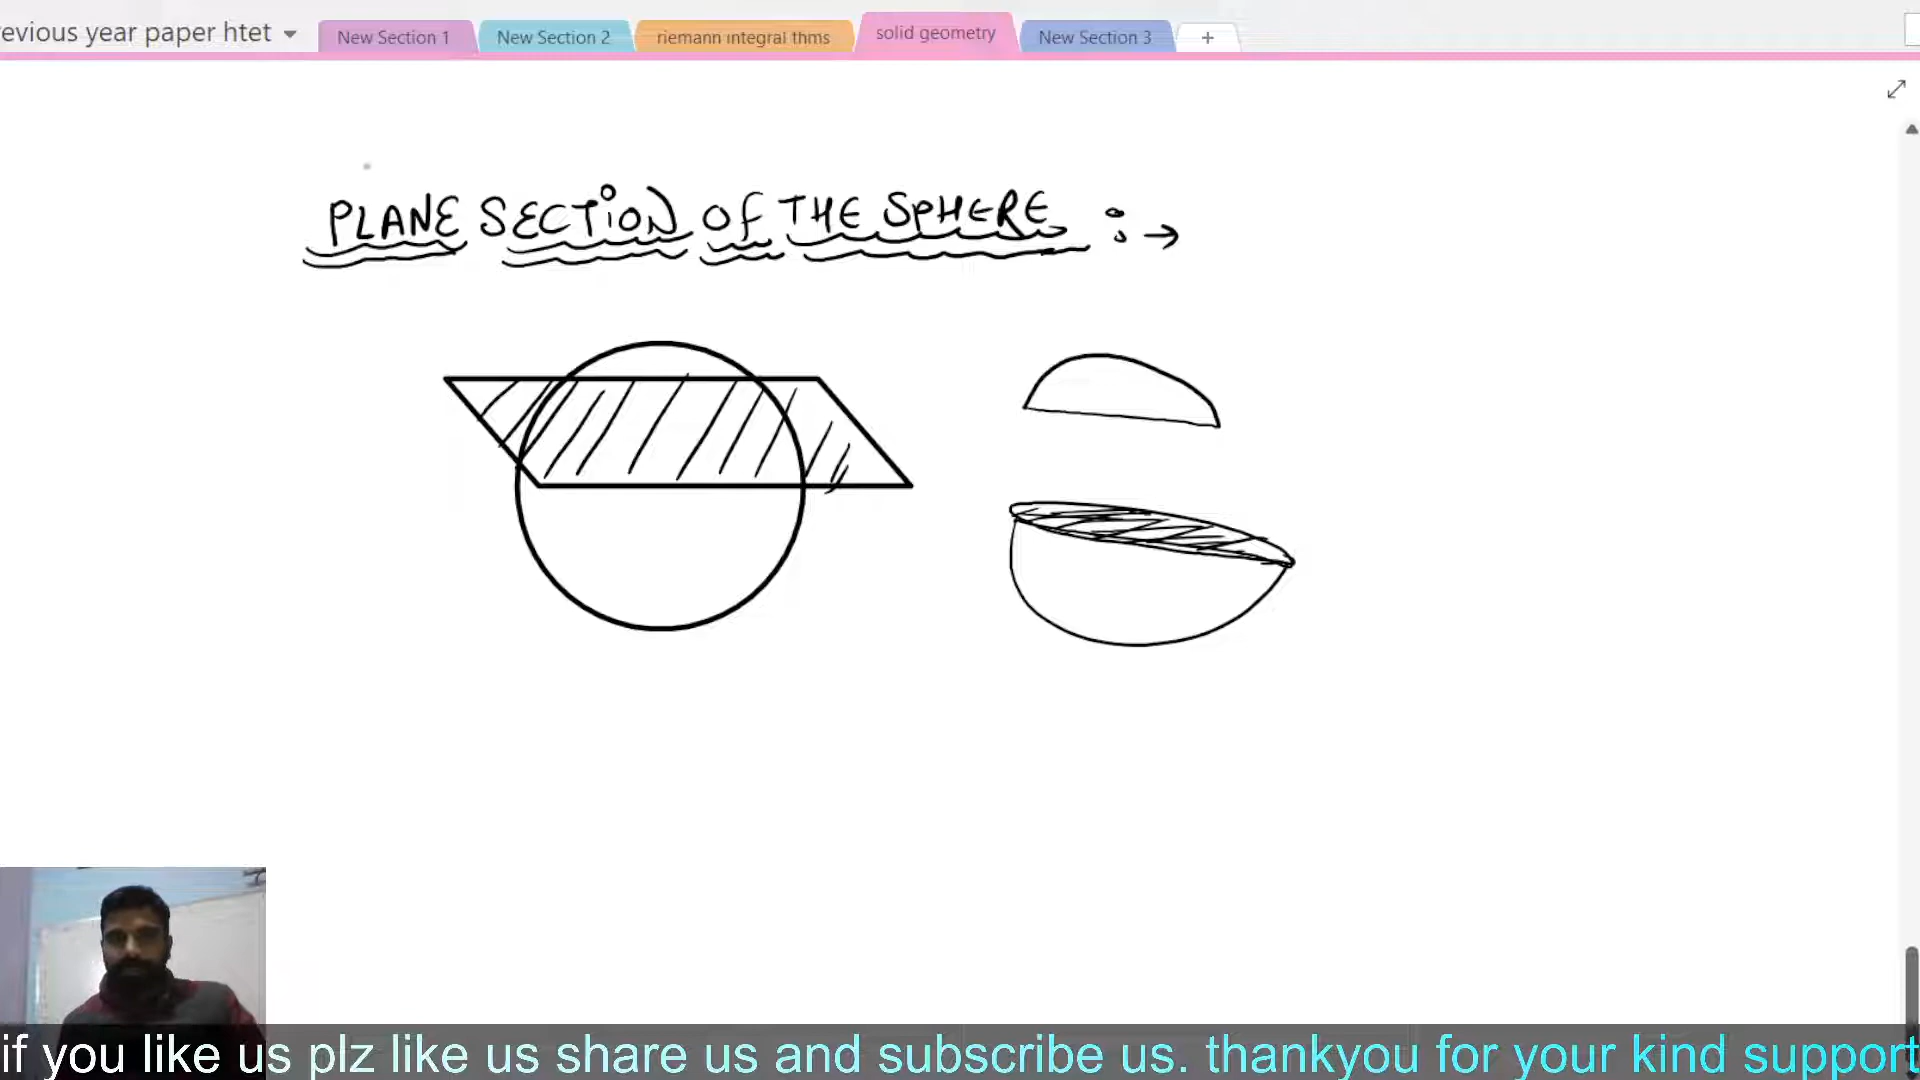 evious year paper htet
New Section 1
New Section 2
riemann integral thms
solid geometry
New Section 3
+
PLANE SECTION OF THE SPHERE :→
if you like us plz like us share us and subscribe us. thankyou for your kind support